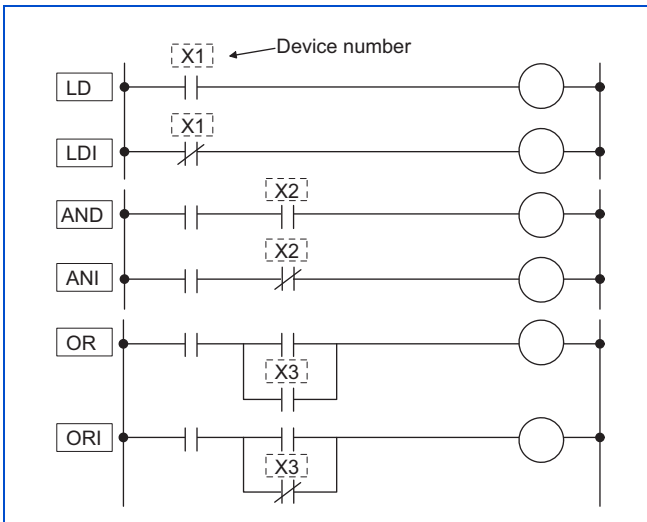 X1
Device number
LD
X1
LDI
X2
AND
X2
ANI
OR
X3
ORI
X3